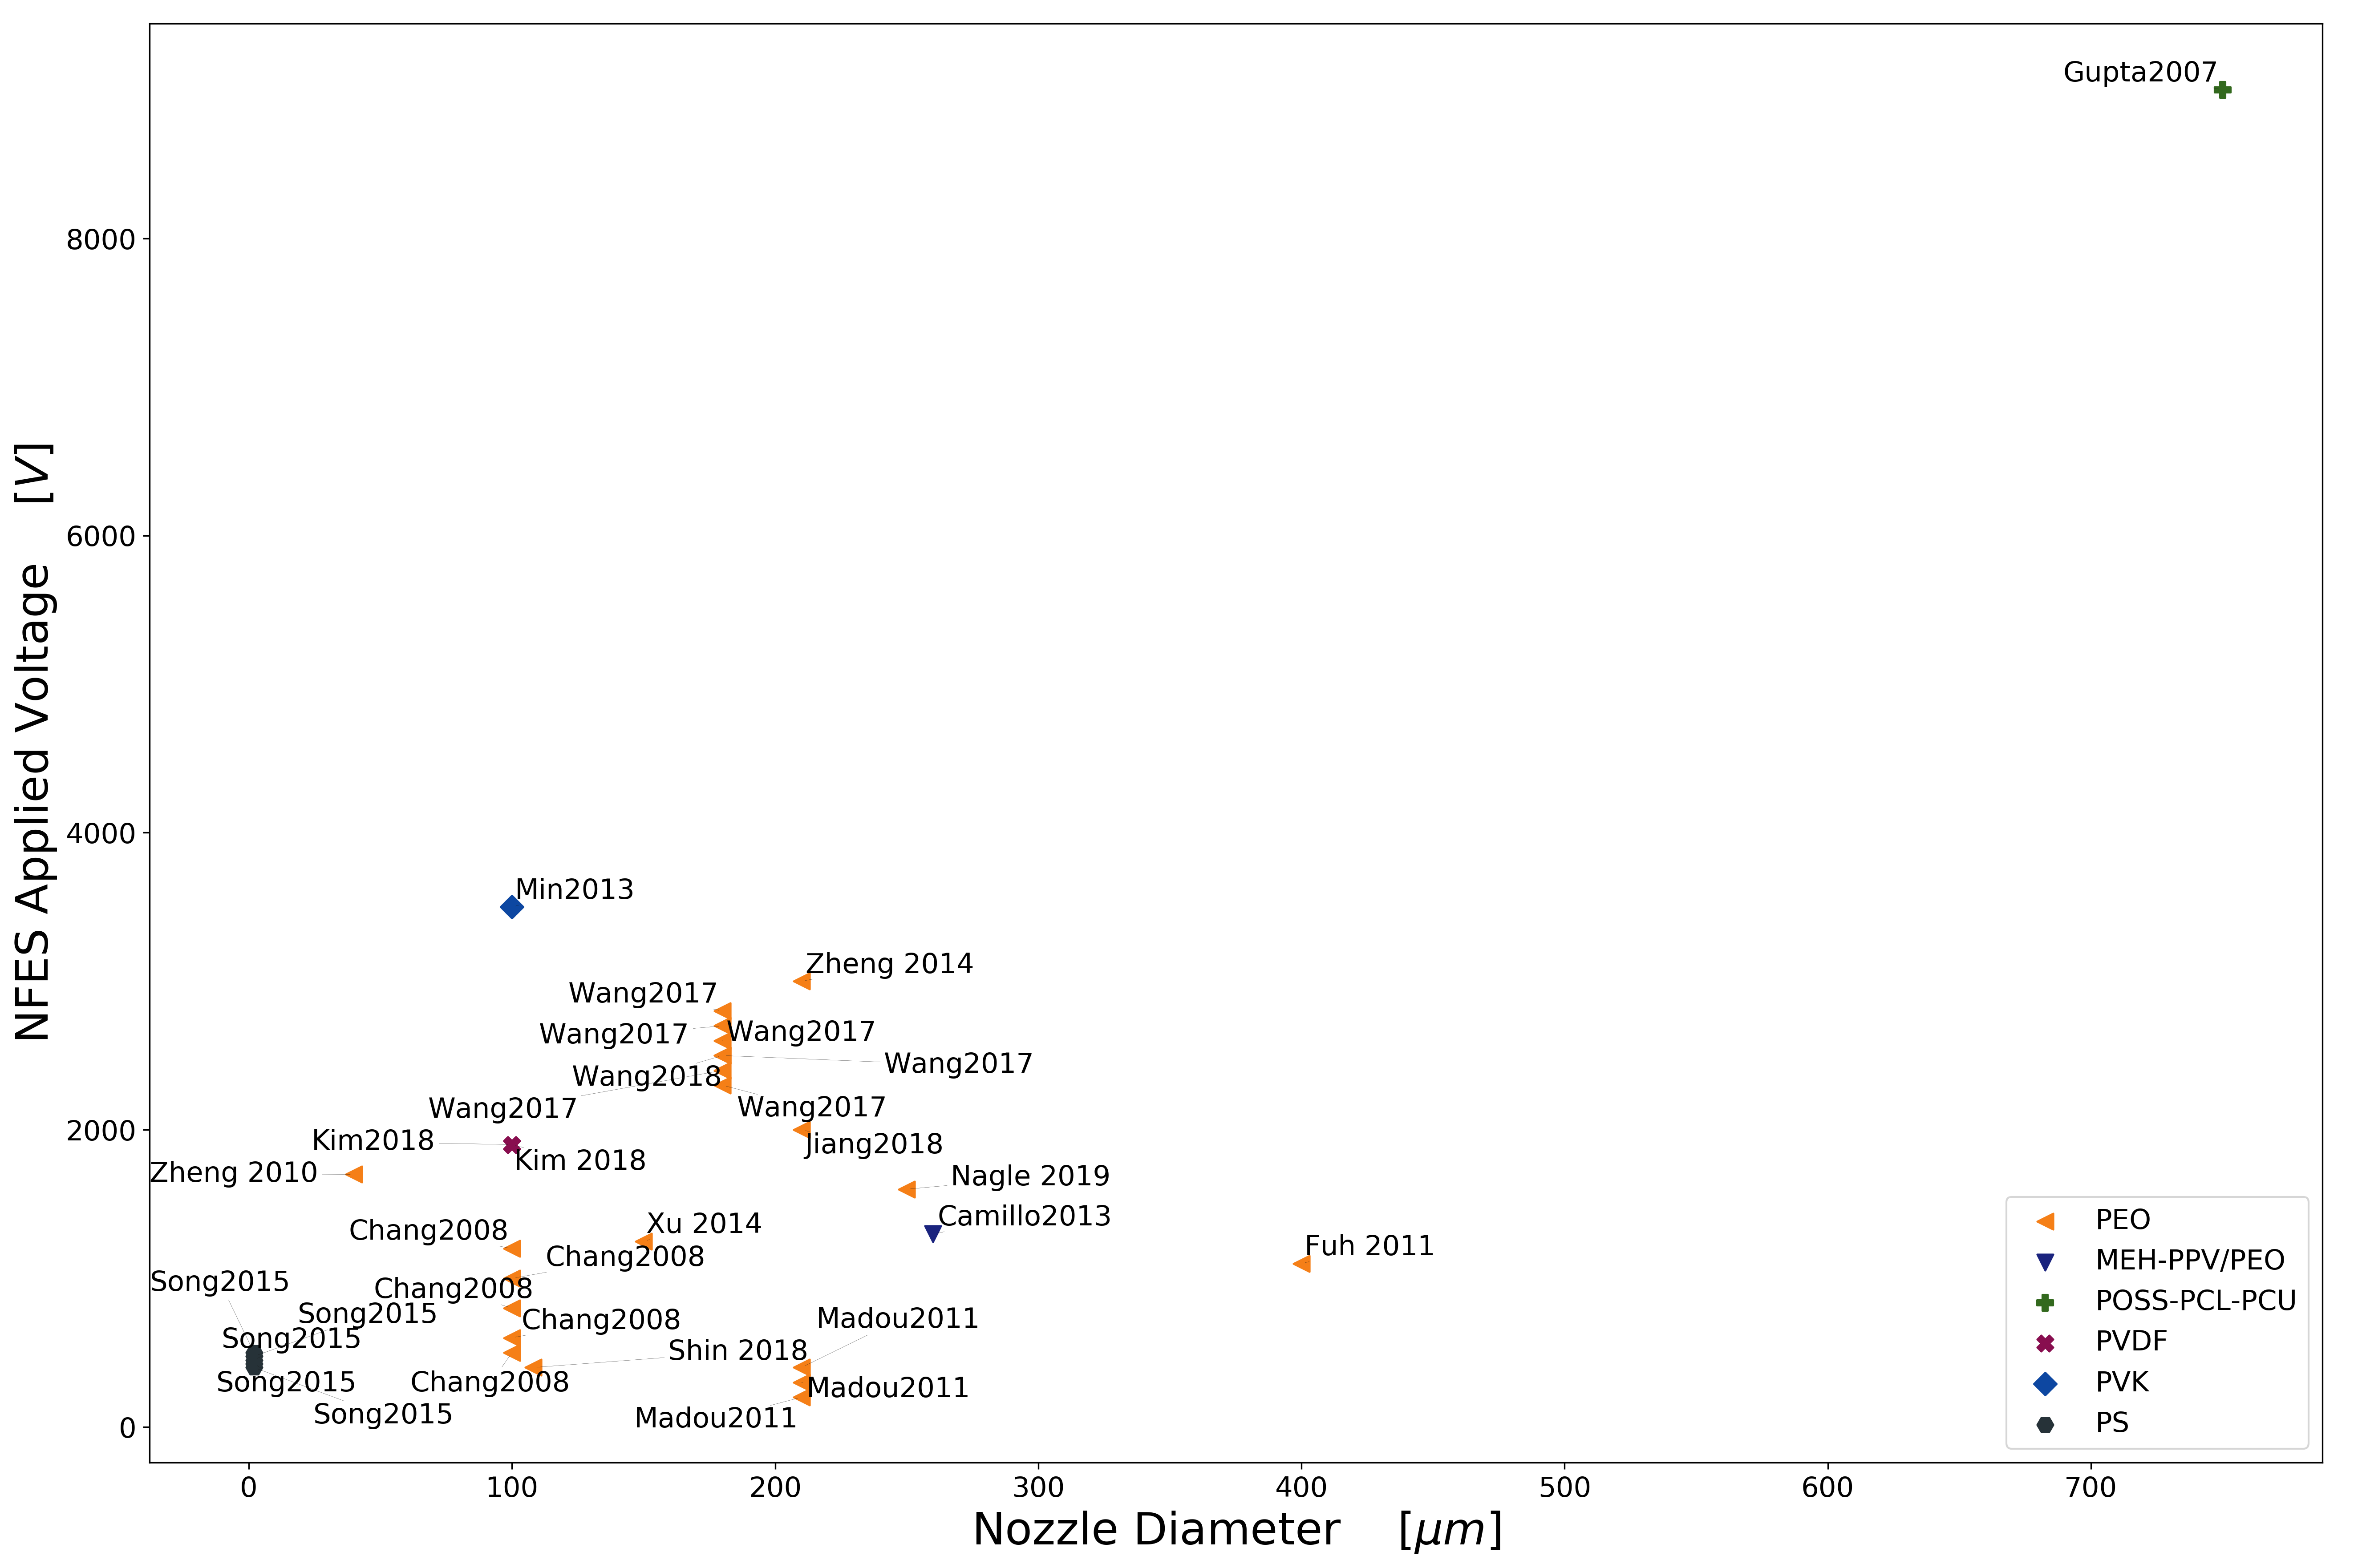 Gupta2007
8000
6000
4000
2000
0
NFES Applied Voltage [V]
Min2013
Zheng 2014
Wang2017
Wang2017
Wang2017
Wang2017
Wang2018
Wang2017
Wang2017
Kim2018
Jiang2018
Kim 2018
Zheng 2010
Nagle 2019
Camillo2013
Xu 2014
Chang2008
Fuh 2011
Chang2008
Song2015
Chang2008
Song2015
Chang2008
Madou2011
Song2015
Shin 2018
Song2015
Chang2008
Madou2011
Song2015
Madou2011
PEO
MEH-PPV/PEO
POSS-PCL-PCU
PVDF
PVK
PS
0 100 200 300 400 500 600 700
Nozzle Diameter [μm]